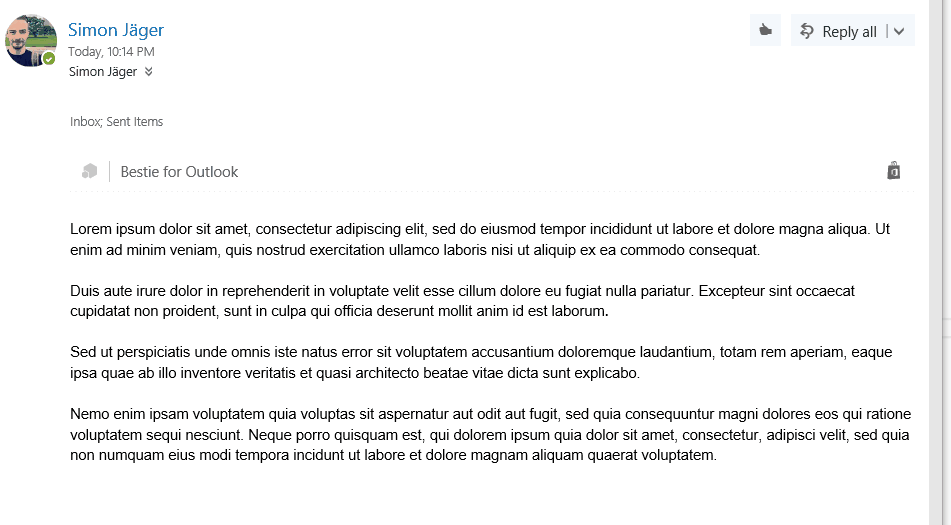 Simon Jäger
Today, 10:14 PM
Simon Jäger
Reply all
Inbox; Sent Items
Bestie for Outlook
Lorem ipsum dolor sit amet, consectetur adipiscing elit, sed do eiusmod tempor incididunt ut labore et dolore magna aliqua. Ut
enim ad minim veniam, quis nostrud exercitation ullamco laboris nisi ut aliquip ex ea commodo consequat.
Duis aute irure dolor in reprehenderit in voluptate velit esse cillum dolore eu fugiat nulla pariatur. Excepteur sint occaecat
cupidatat non proident, sunt in culpa qui officia deserunt mollit anim id est laborum.
Sed ut perspiciatis unde omnis iste natus error sit voluptatem accusantium doloremque laudantium, totam rem aperiam, eaque
ipsa quae ab illo inventore veritatis et quasi architecto beatae vitae dicta sunt explicabo.
Nemo enim ipsam voluptatem quia voluptas sit aspernatur aut odit aut fugit, sed quia consequuntur magni dolores eos qui ratione
voluptatem sequi nesciunt. Neque porro quisquam est, qui dolorem ipsum quia dolor sit amet, consectetur, adipisci velit, sed quia
non numquam eius modi tempora incidunt ut labore et dolore magnam aliquam quaerat voluptatem.